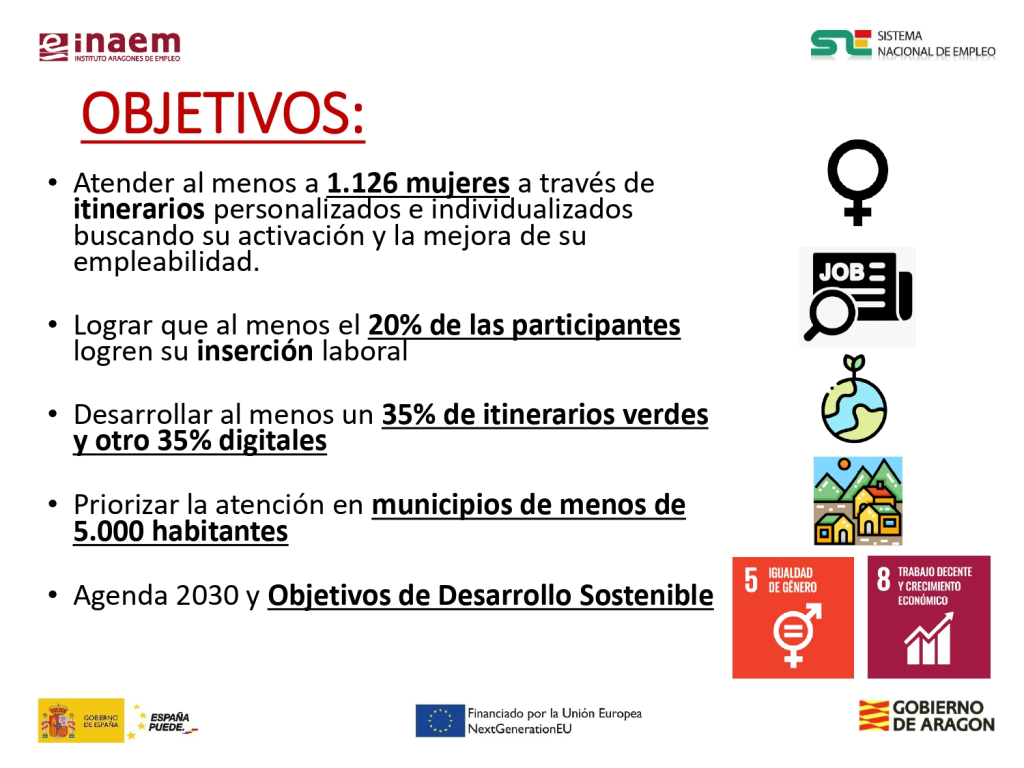 inaem
INSTITUTO ARAGONES DE EMPLEO
SISTEMA
NACIONAL DE EMPLEO
OBJETIVOS:
• Atender al menos a 1.126 mujeres a través de
itinerarios personalizados e individualizados
buscando su activación y la mejora de su
empleabilidad.
• Lograr que al menos el 20% de las participantes
logren su inserción laboral
• Desarrollar al menos un 35% de itinerarios verdes
y otro 35% digitales
• Priorizar la atención en municipios de menos de
5.000 habitantes
• Agenda 2030 y Objetivos de Desarrollo Sostenible
JOB
5 IGUALDAD
DE GÉNERO
8 TRABAJO DECENTE
Y CRECIMIENTO
ECONÓMICO
GOBIERNO
DE ESPAÑA
ESPAÑA
PUEDE.
Financiado por la Unión Europea
NextGenerationEU
GOBIERNO
DE ARAGON